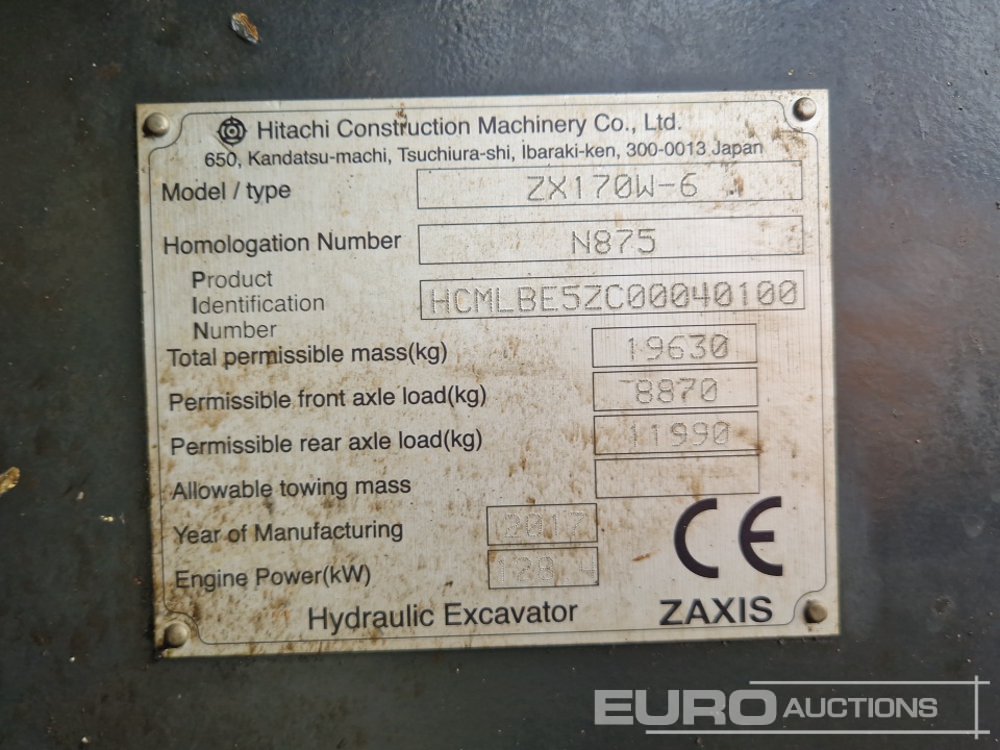 Hitachi Construction Machinery Co., Ltd.
650, Kandatsu-machi, Tsuchiura-shi, Ibaraki-ken, 300-0013 Japan
Model / type ZX170W-6
Homologation Number N875
Product
Identification HCMLBE5ZC00040100
Number
Total permissible mass(kg) 19630
Permissible front axle load(kg) 8870
Permissible rear axle load(kg) 11990
Allowable towing mass
Year of Manufacturing 2017
Engine Power(kW) 128.4
CE
Hydraulic Excavator ZAXIS
EURO AUCTIONS